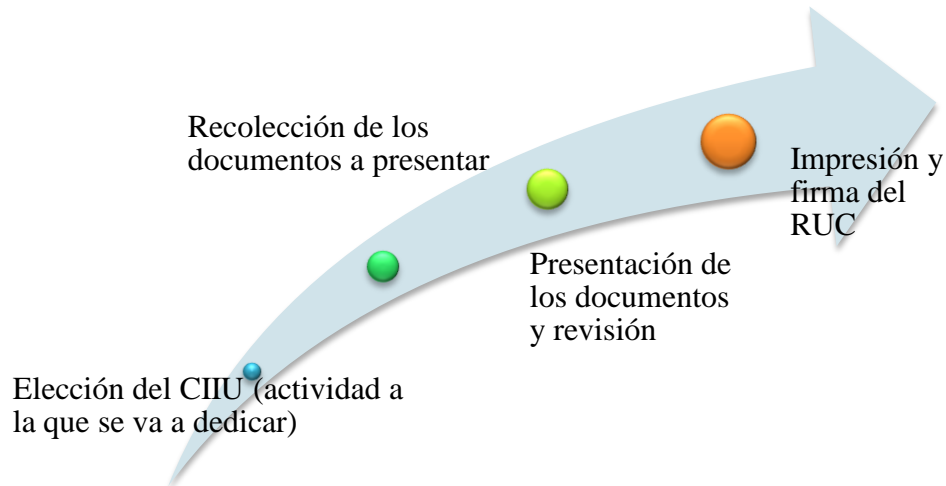 Recolección de los
documentos a presentar
Impresión y
firma del
RUC
Presentación de
los documentos
y revisión
Elección del CIIU (actividad a
la que se va a dedicar)